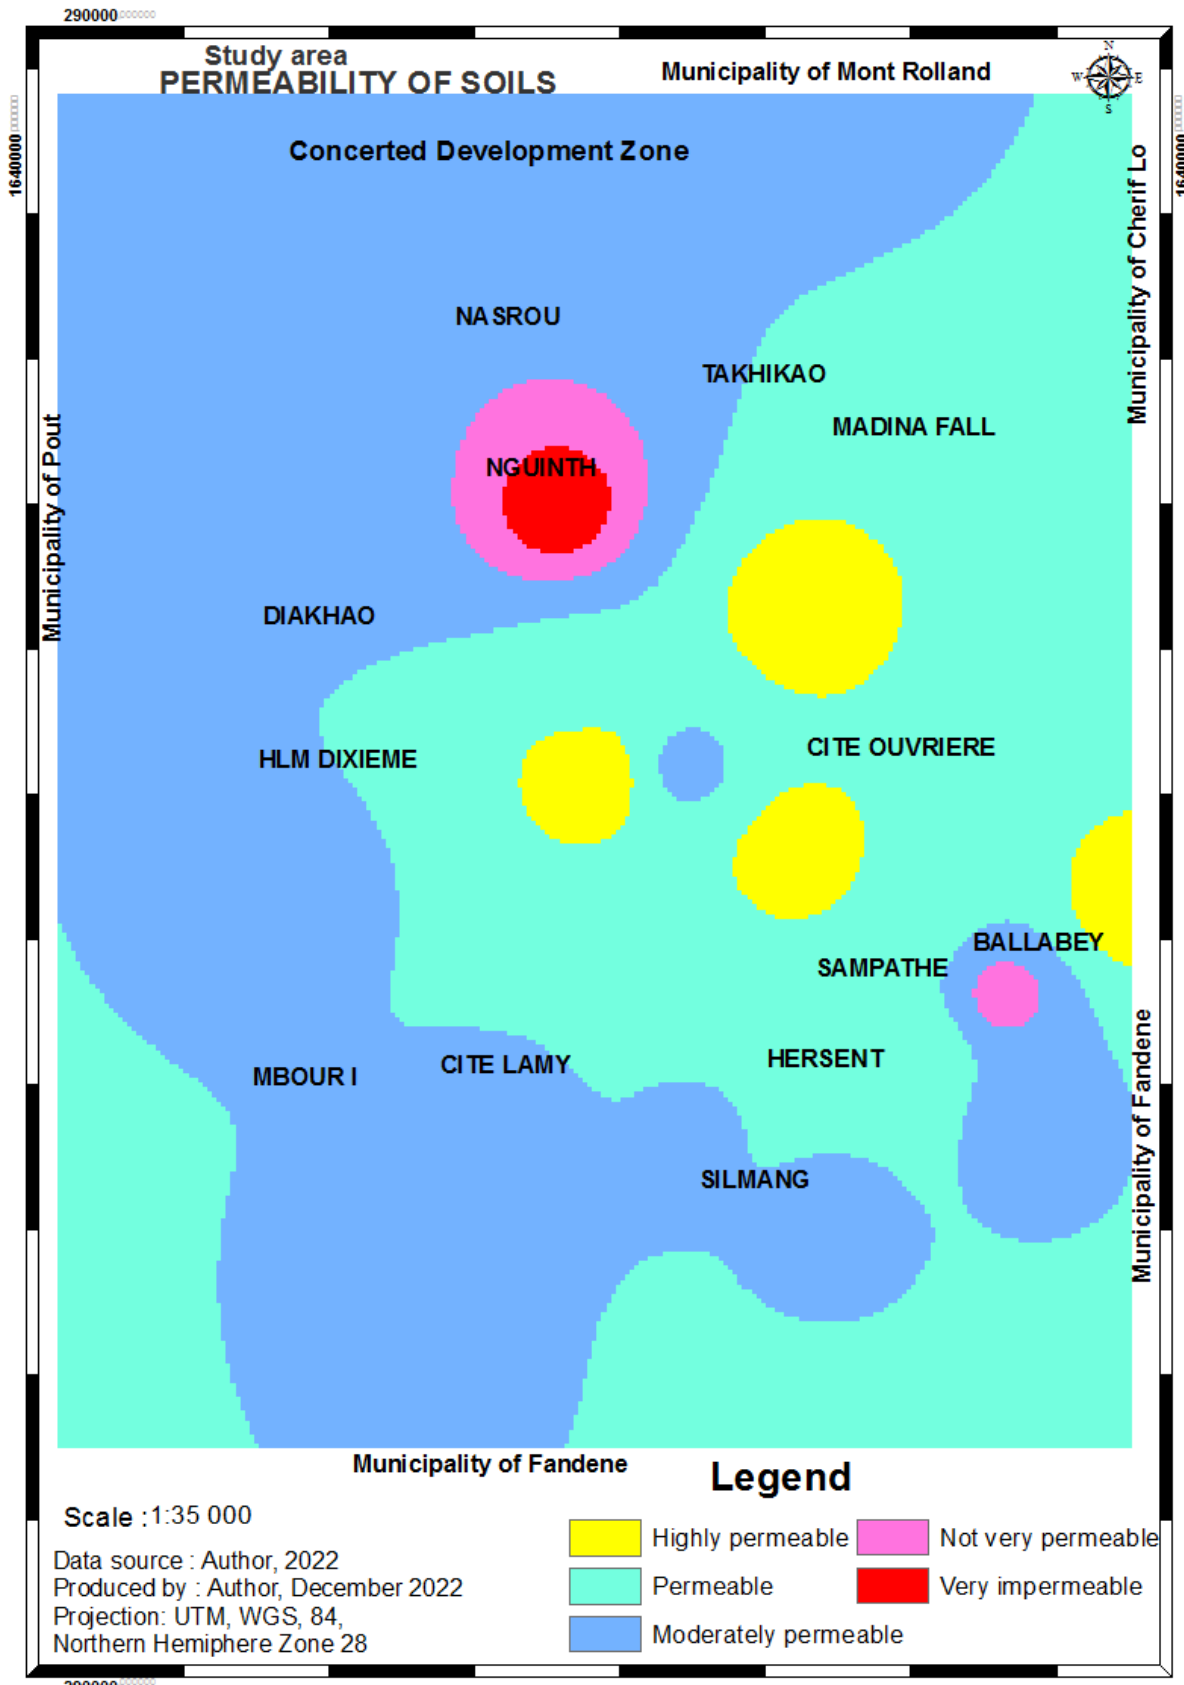 290000
Study area
PERMEABILITY OF SOILS
Municipality of Mont Rolland
N
W E
S
1640000
1640000
Concerted Development Zone
Municipality of Cherif Lo
NASROU
TAKHIKAO
MADINA FALL
Municipality of Pout
NGUINTH
DIAKHAO
HLM DIXIEME
CITE OUVRIERE
BALLABEY
SAMPATHE
HERSENT
CITE LAMY
MBOUR I
Municipality of Fandene
SILMANG
Municipality of Fandene
Legend
Scale :1:35 000
Highly permeable
Not very permeable
Permeable
Very impermeable
Moderately permeable
Data source : Author, 2022
Produced by : Author, December 2022
Projection: UTM, WGS, 84,
Northern Hemiphere Zone 28